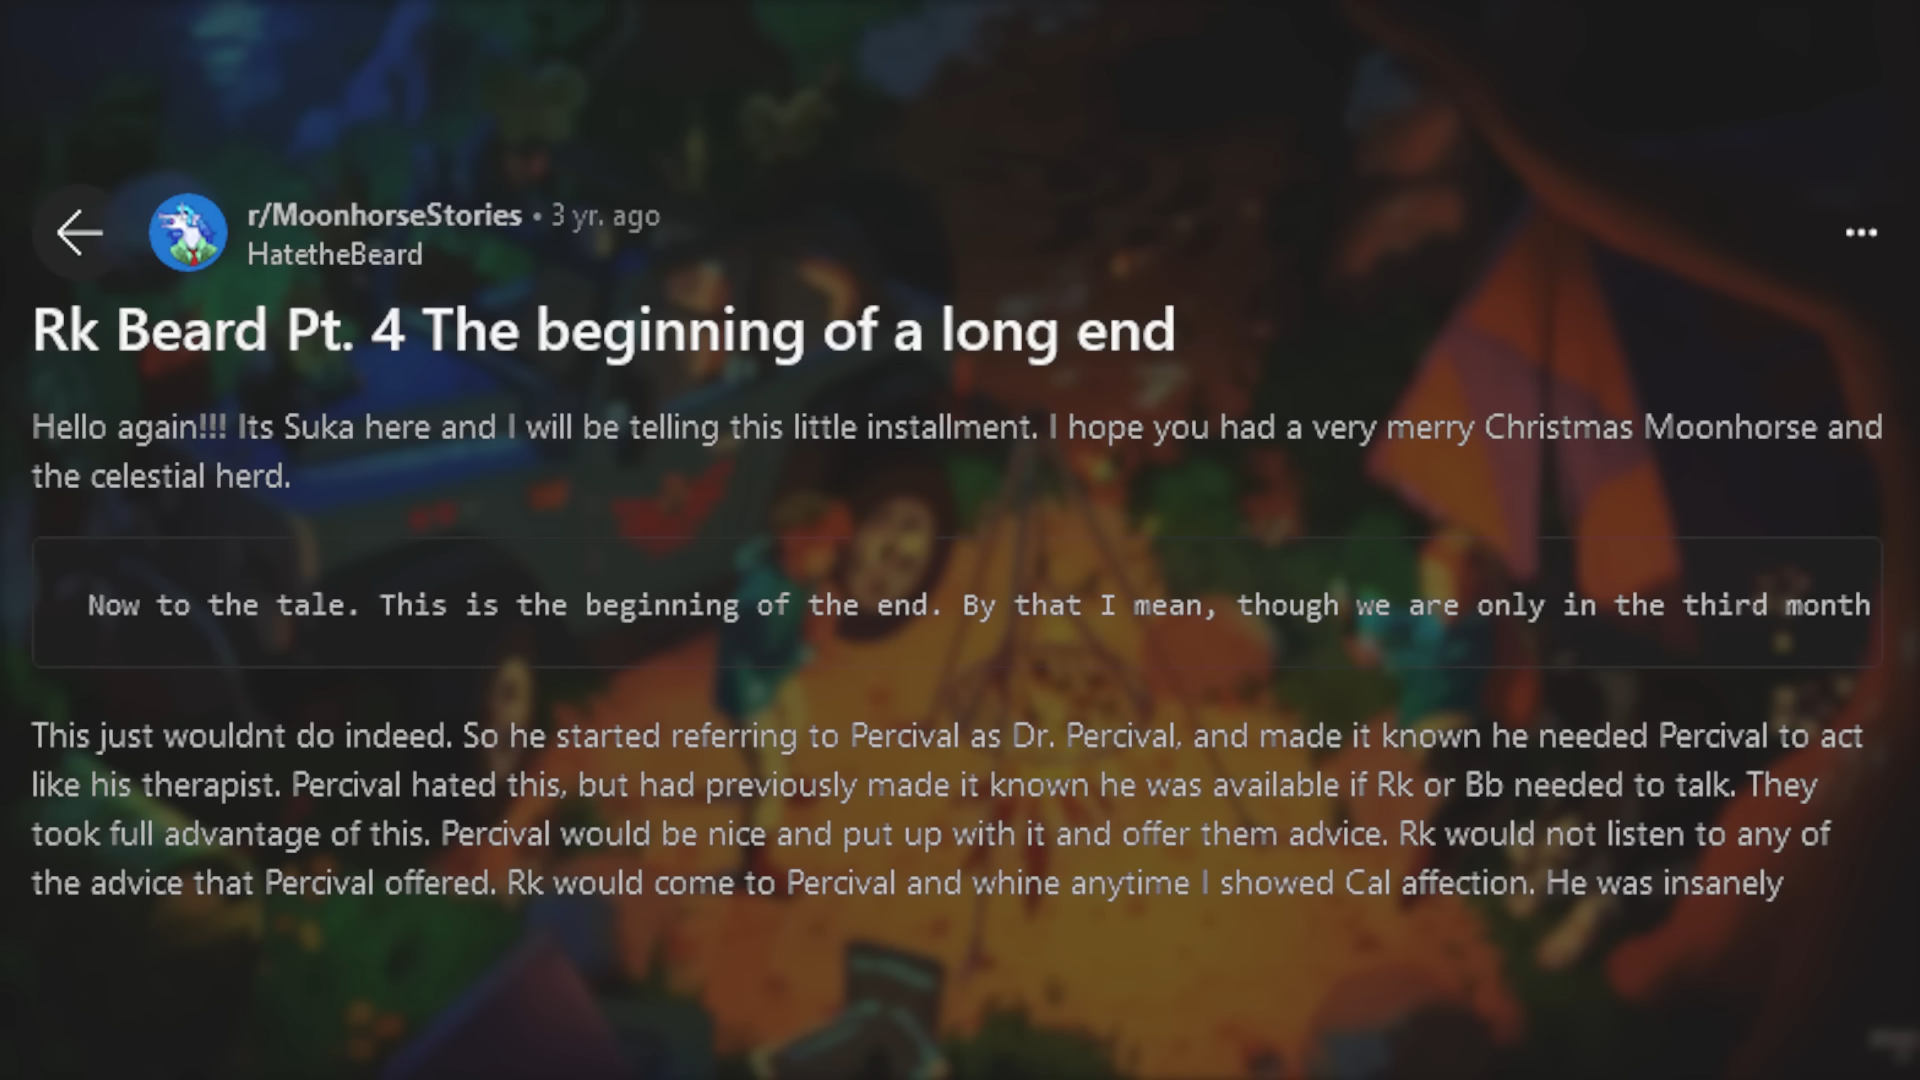 r/MoonhorseStories • 3 yr. ago
HatetheBeard
Rk Beard Pt. 4 The beginning of a long end
Hello again!!! Its Suka here and I will be telling this little installment. I hope you had a very merry Christmas Moonhorse and
the celestial herd.
Now to the tale. This is the beginning of the end. By that I mean, though we are only in the third month
This just wouldnt do indeed. So he started referring to Percival as Dr. Percival, and made it known he needed Percival to act
like his therapist. Percival hated this, but had previously made it known he was available if Rk or Bb needed to talk. They
took full advantage of this. Percival would be nice and put up with it and offer them advice. Rk would not listen to any of
the advice that Percival offered. Rk would come to Percival and whine anytime I showed Cal affection. He was insanely